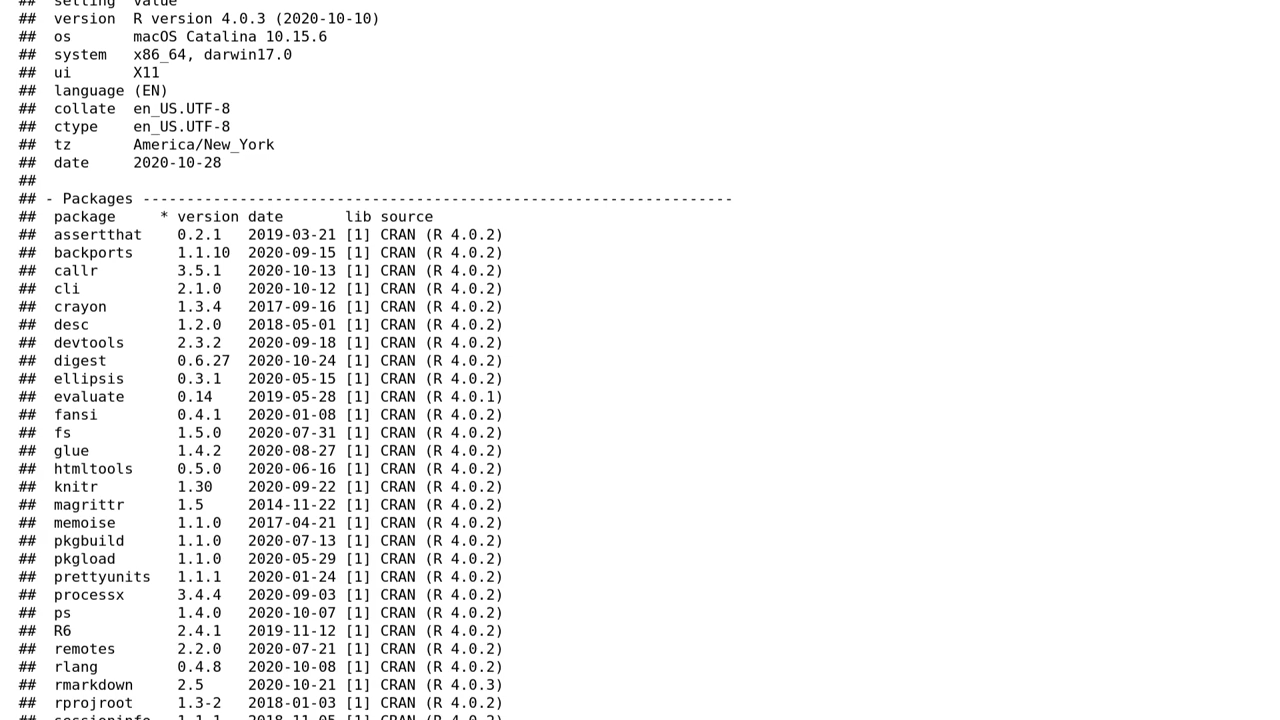 ##  setting  value
##  version  R version 4.0.3 (2020-10-10)
##  os       macOS Catalina 10.15.6
##  system   x86_64, darwin17.0
##  ui       X11
##  language (EN)
##  collate  en_US.UTF-8
##  ctype    en_US.UTF-8
##  tz       America/New_York
##  date     2020-10-28
##
## - Packages -------------------------------------------------------------------
##  package     * version date       lib source
##  assertthat    0.2.1   2019-03-21 [1] CRAN (R 4.0.2)
##  backports     1.1.10  2020-09-15 [1] CRAN (R 4.0.2)
##  callr         3.5.1   2020-10-13 [1] CRAN (R 4.0.2)
##  cli           2.1.0   2020-10-12 [1] CRAN (R 4.0.2)
##  crayon        1.3.4   2017-09-16 [1] CRAN (R 4.0.2)
##  desc          1.2.0   2018-05-01 [1] CRAN (R 4.0.2)
##  devtools      2.3.2   2020-09-18 [1] CRAN (R 4.0.2)
##  digest        0.6.27  2020-10-24 [1] CRAN (R 4.0.2)
##  ellipsis      0.3.1   2020-05-15 [1] CRAN (R 4.0.2)
##  evaluate      0.14    2019-05-28 [1] CRAN (R 4.0.1)
##  fansi         0.4.1   2020-01-08 [1] CRAN (R 4.0.2)
##  fs            1.5.0   2020-07-31 [1] CRAN (R 4.0.2)
##  glue          1.4.2   2020-08-27 [1] CRAN (R 4.0.2)
##  htmltools     0.5.0   2020-06-16 [1] CRAN (R 4.0.2)
##  knitr         1.30    2020-09-22 [1] CRAN (R 4.0.2)
##  magrittr      1.5     2014-11-22 [1] CRAN (R 4.0.2)
##  memoise       1.1.0   2017-04-21 [1] CRAN (R 4.0.2)
##  pkgbuild      1.1.0   2020-07-13 [1] CRAN (R 4.0.2)
##  pkgload       1.1.0   2020-05-29 [1] CRAN (R 4.0.2)
##  prettyunits   1.1.1   2020-01-24 [1] CRAN (R 4.0.2)
##  processx      3.4.4   2020-09-03 [1] CRAN (R 4.0.2)
##  ps            1.4.0   2020-10-07 [1] CRAN (R 4.0.2)
##  R6            2.4.1   2019-11-12 [1] CRAN (R 4.0.2)
##  remotes       2.2.0   2020-07-21 [1] CRAN (R 4.0.2)
##  rlang         0.4.8   2020-10-08 [1] CRAN (R 4.0.2)
##  rmarkdown     2.5     2020-10-21 [1] CRAN (R 4.0.3)
##  rprojroot     1.3-2   2018-01-03 [1] CRAN (R 4.0.2)
##  sessioninfo   1.1.1   2018-11-05 [1] CRAN (R 4.0.2)